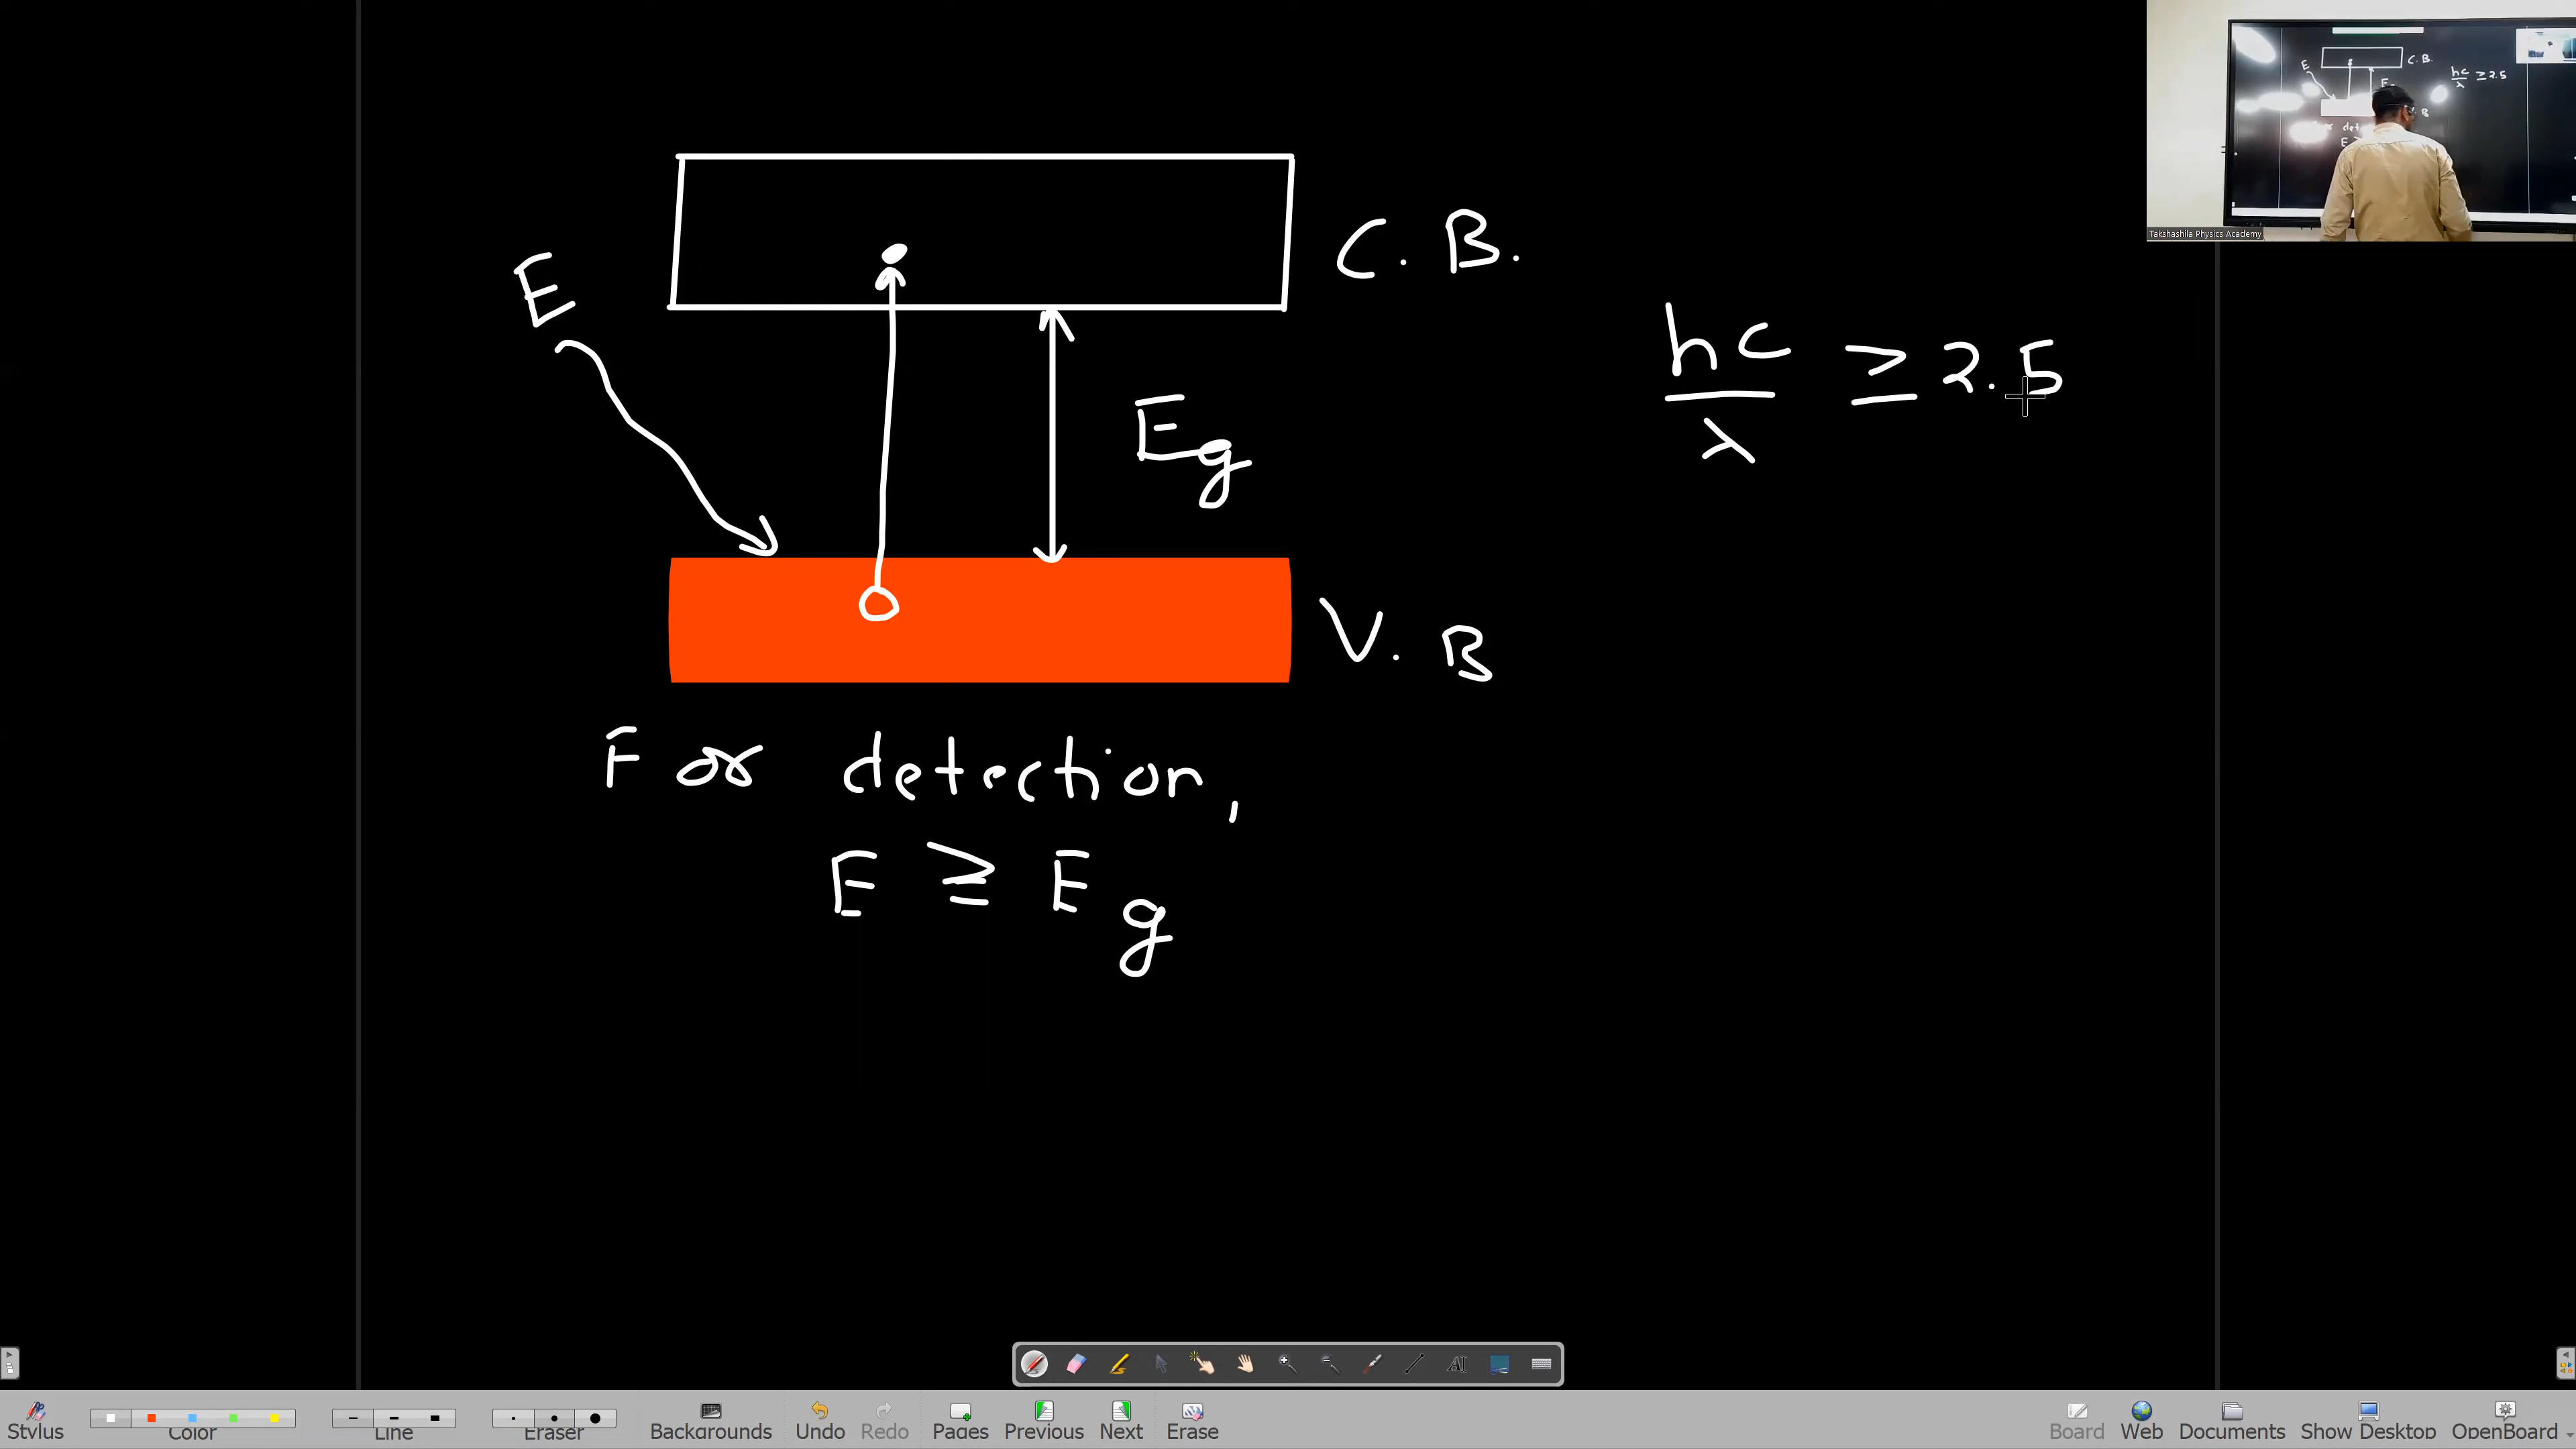 E
C. B.
Eg
V. B
hc/λ ≥ 2.5
For detection,
E ≥ Eg
Takshashila Physics Academy
Stylus Color Line Eraser Backgrounds Undo Redo Pages Previous Next Erase Board Web Documents Show Desktop OpenBoard